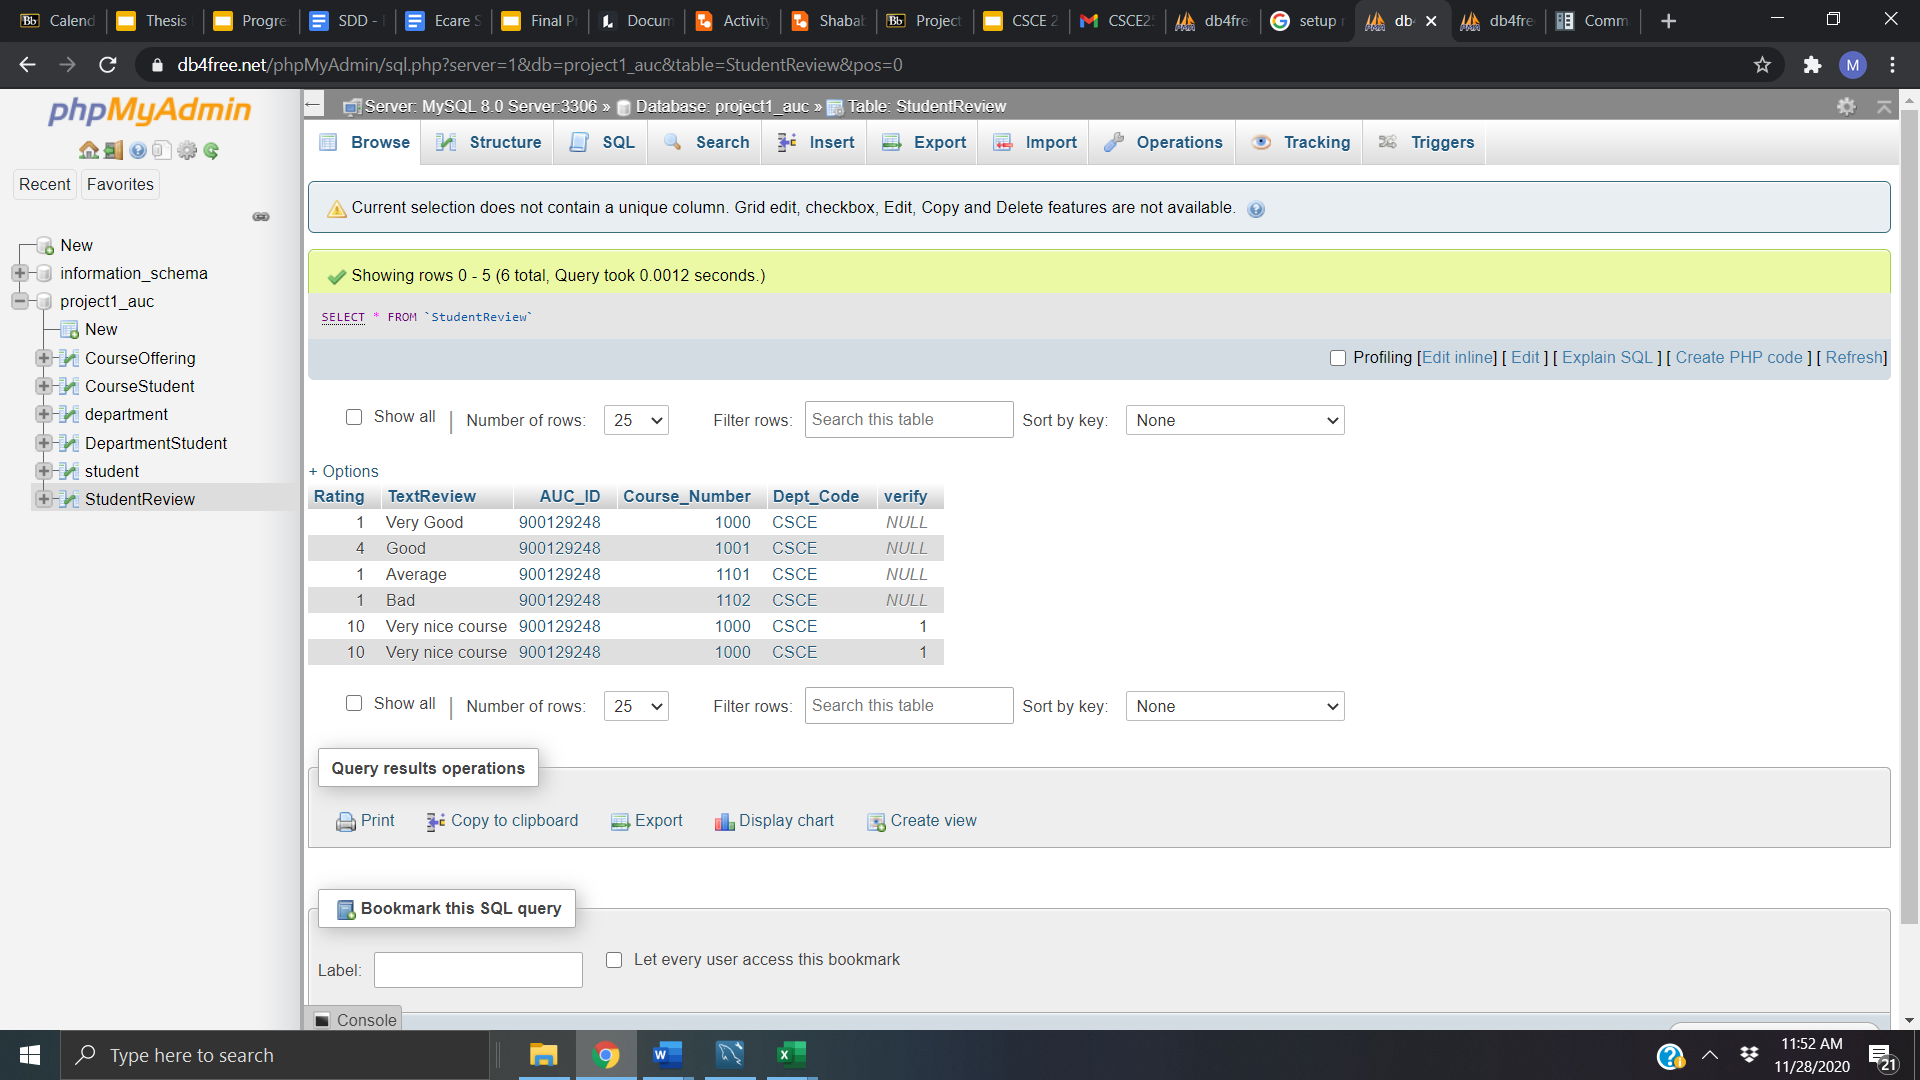 Calend Thesis Progre SDD - Ecare S Final P Docum Activity Shabab Project CSCE 2 CSCE25 db4fre setup db db4fre Comm
db4free.net/phpMyAdmin/sql.php?server=1&db=project1_auc&table=StudentReview&pos=0 M
phpMyAdmin
Recent Favorites
New
information_schema
project1_auc
New
CourseOffering
CourseStudent
department
DepartmentStudent
student
StudentReview
Server: MySQL 8.0 Server:3306 » Database: project1_auc » Table: StudentReview
Browse Structure SQL Search Insert Export Import Operations Tracking Triggers
Current selection does not contain a unique column. Grid edit, checkbox, Edit, Copy and Delete features are not available.
Showing rows 0 - 5 (6 total, Query took 0.0012 seconds.)
SELECT * FROM `StudentReview`
Profiling [Edit inline] [ Edit ] [ Explain SQL ] [ Create PHP code ] [ Refresh]
Show all | Number of rows: 25 Filter rows: Search this table Sort by key: None
+ Options
Rating TextReview AUC_ID Course_Number Dept_Code verify
1 Very Good 900129248 1000 CSCE NULL
4 Good 900129248 1001 CSCE NULL
1 Average 900129248 1101 CSCE NULL
1 Bad 900129248 1102 CSCE NULL
10 Very nice course 900129248 1000 CSCE 1
10 Very nice course 900129248 1000 CSCE 1
Show all | Number of rows: 25 Filter rows: Search this table Sort by key: None
Query results operations
Print Copy to clipboard Export Display chart Create view
Bookmark this SQL query
Label: Let every user access this bookmark
Console
Type here to search
11:52 AM
11/28/2020
21